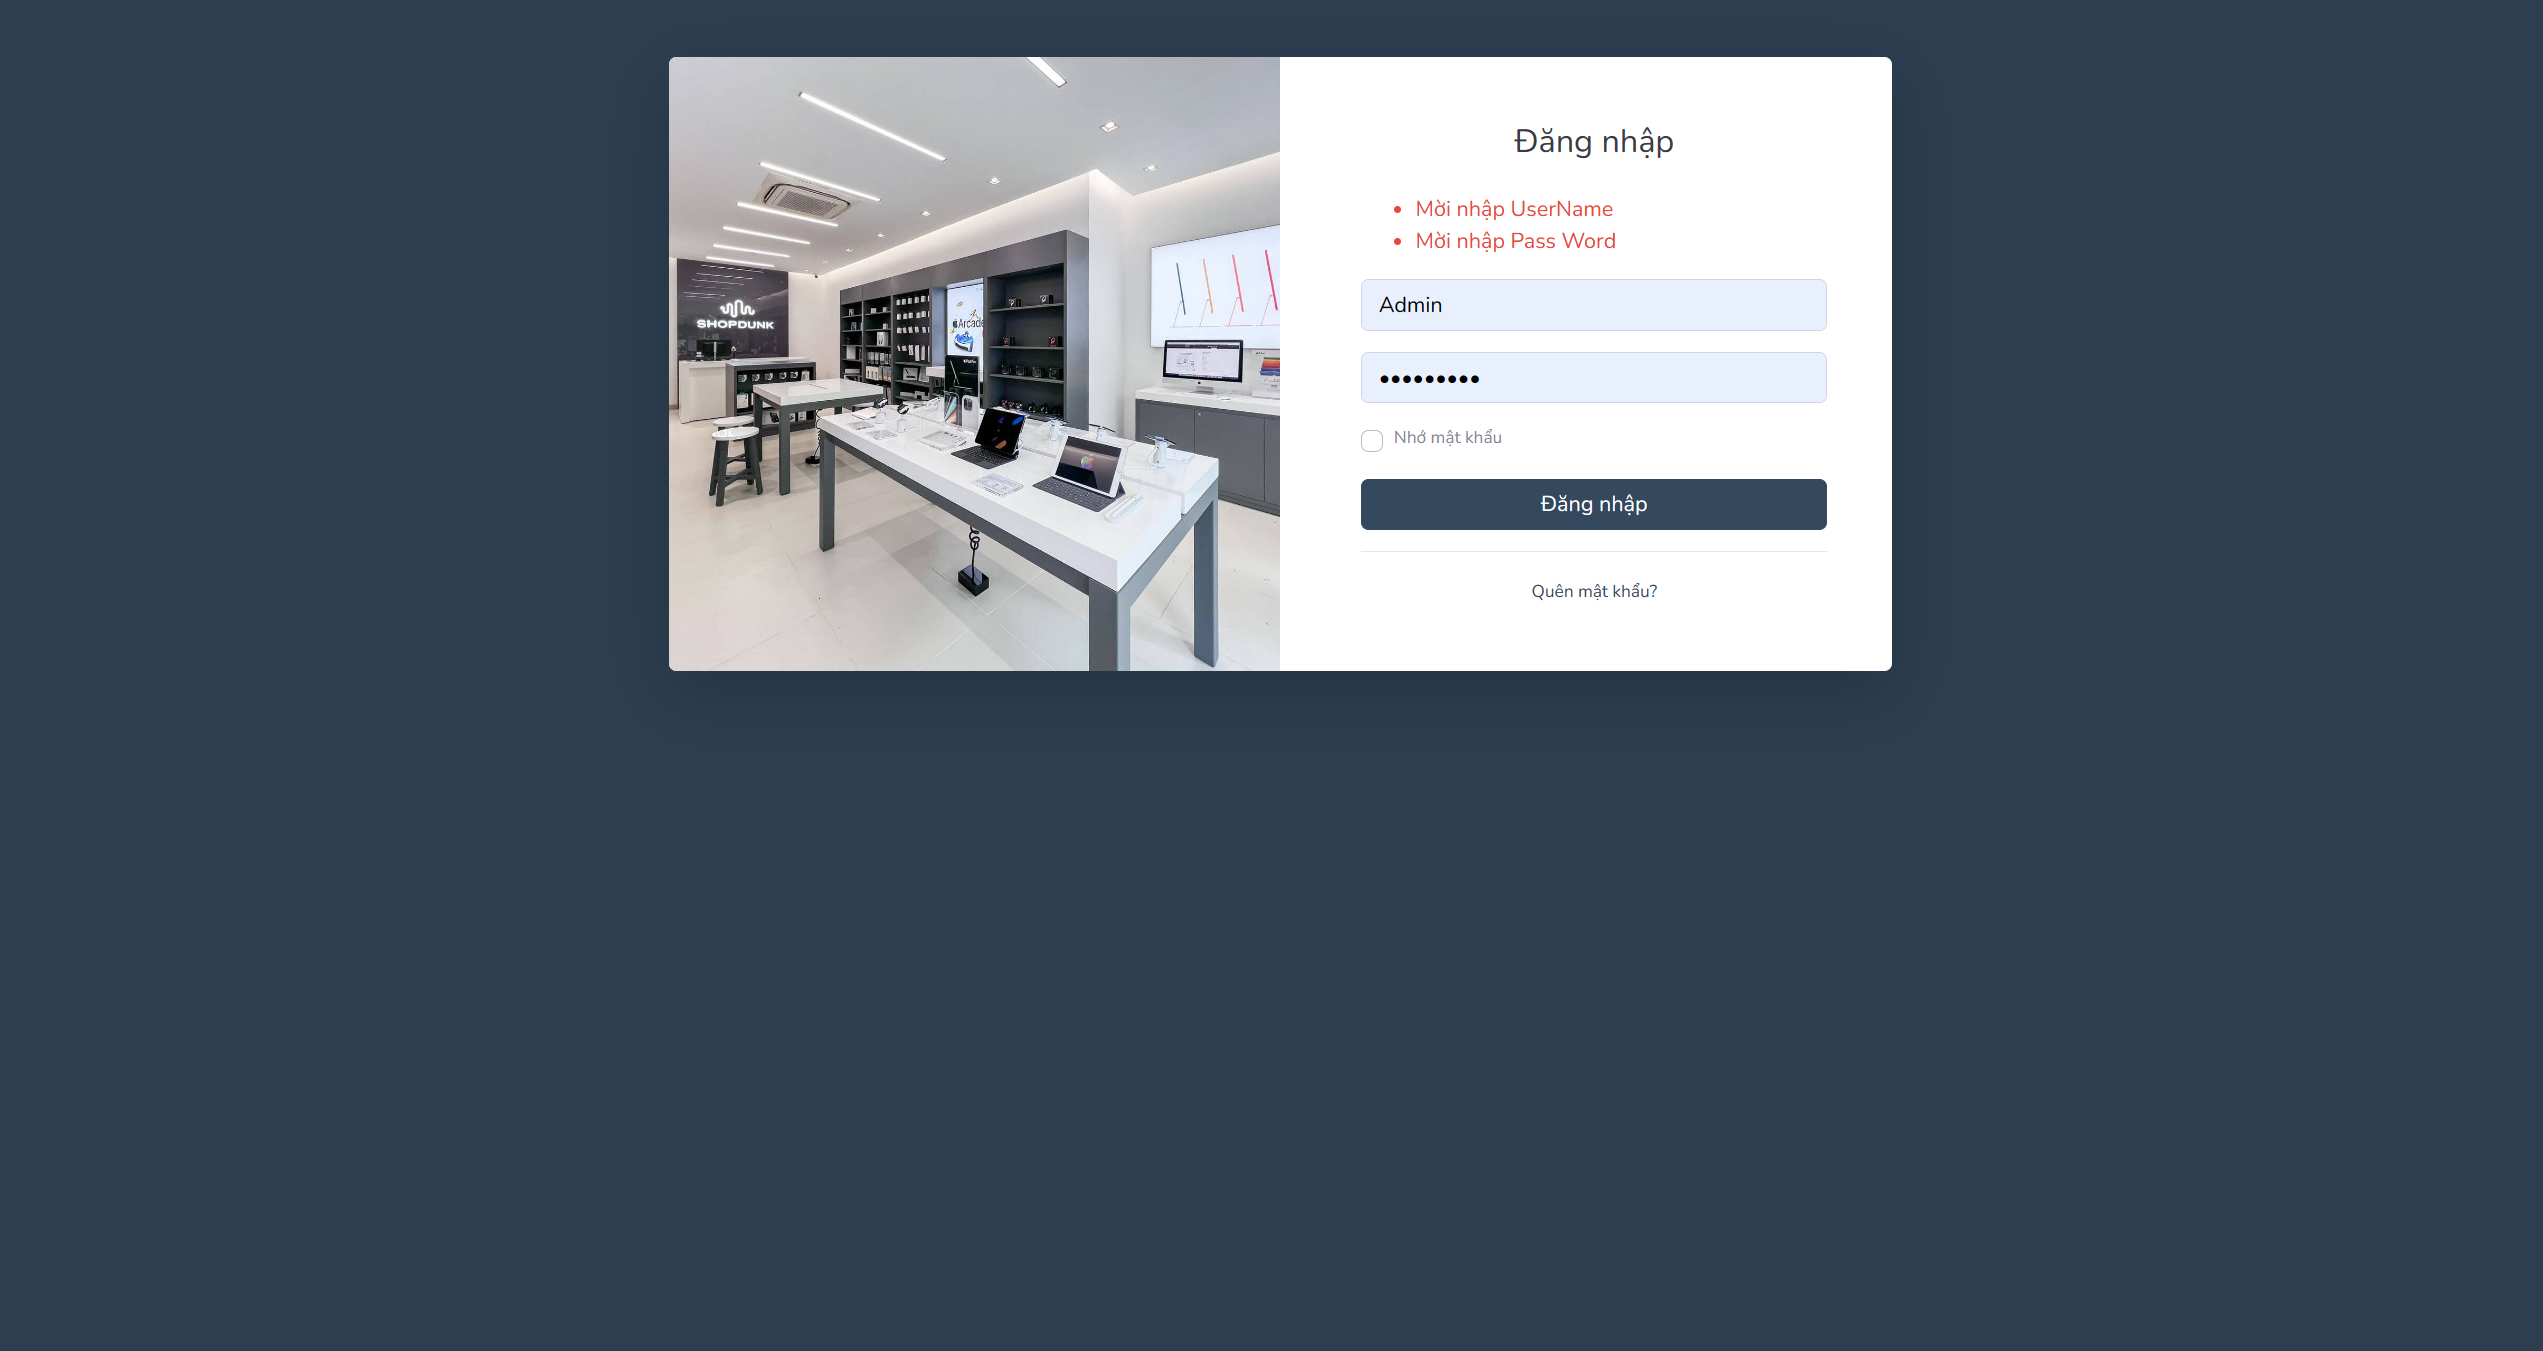 SHOPDUNK
Arcade
Đăng nhập
Mời nhập UserName
Mời nhập Pass Word
Admin
•••••••••
Nhớ mật khẩu
Đăng nhập
Quên mật khẩu?